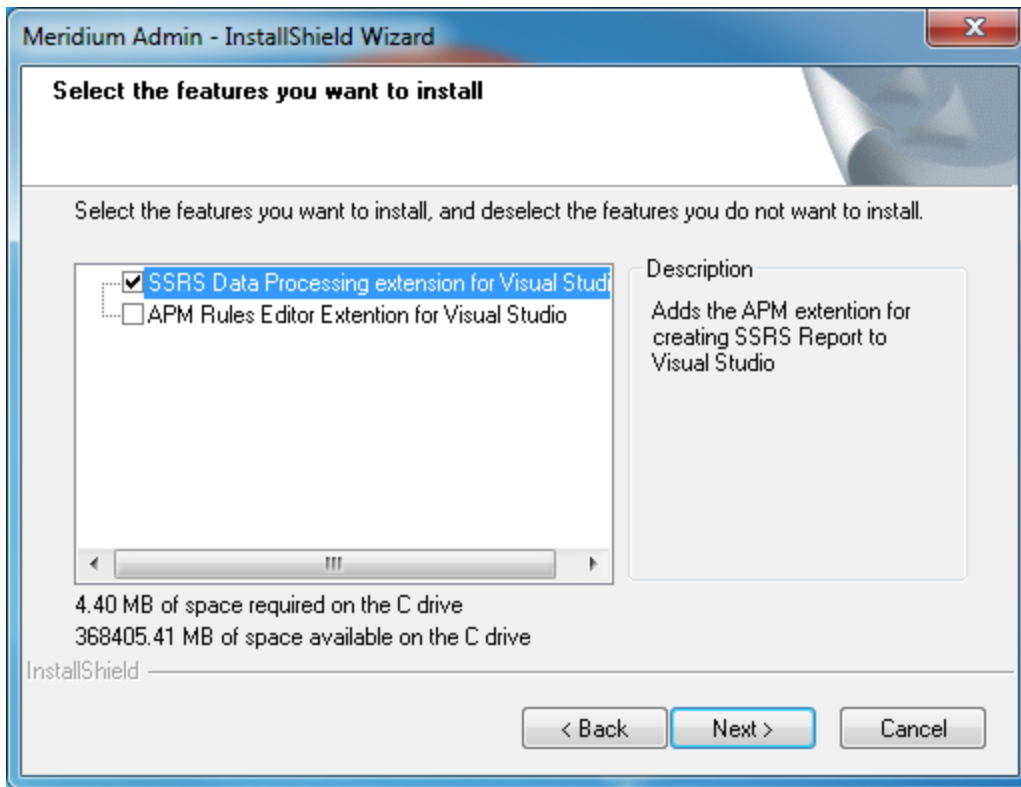 Meridium Admin - InstallShield Wizard
Select the features you want to install
Select the features you want to install, and deselect the features you do not want to install.
SSRS Data Processing extension for Visual Studi
APM Rules Editor Extention for Visual Studio
Description
Adds the APM extention for
creating SSRS Report to
Visual Studio
4.40 MB of space required on the C drive
368405.41 MB of space available on the C drive
InstallShield
< Back
Next >
Cancel